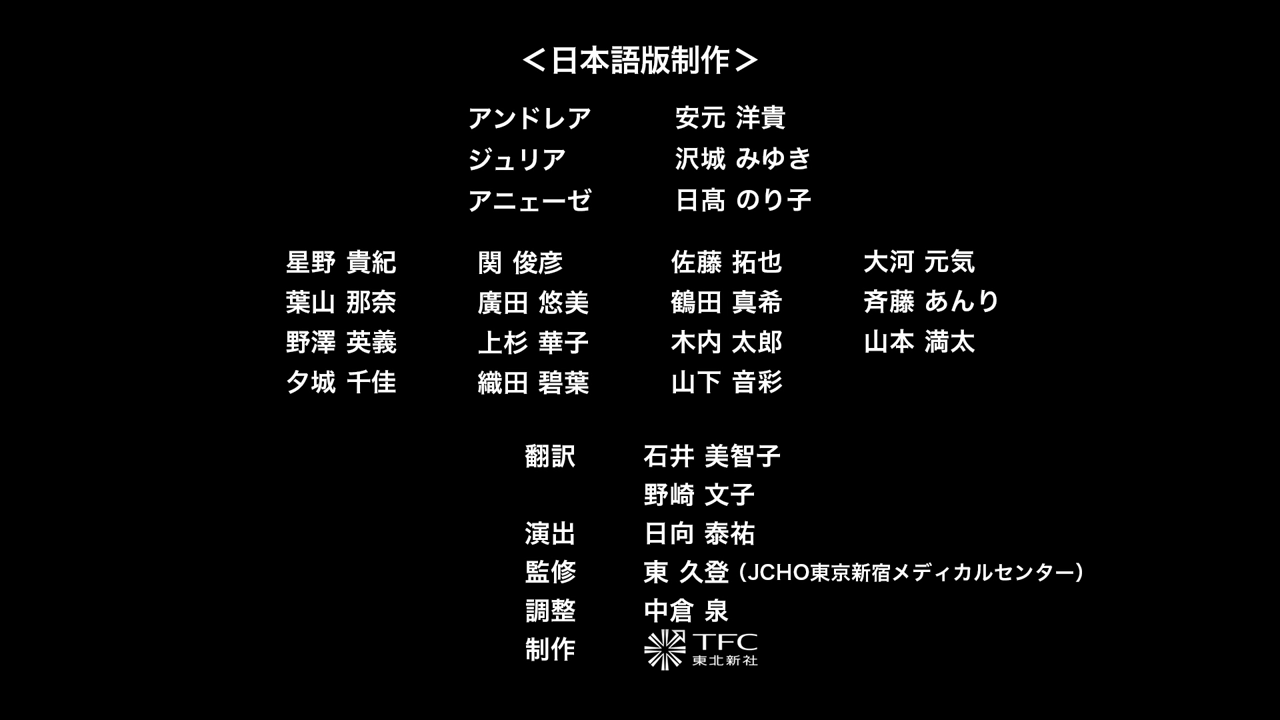 ＜日本語版制作＞
アンドレア 安元 洋貴
ジュリア 沢城 みゆき
アニェーゼ 日髙 のり子
星野 貴紀 関 俊彦 佐藤 拓也 大河 元気
葉山 那奈 廣田 悠美 鶴田 真希 斉藤 あんり
野澤 英義 上杉 華子 木内 太郎 山本 満太
夕城 千佳 織田 碧葉 山下 音彩
翻訳 石井 美智子
野崎 文子
演出 日向 泰祐
監修 東 久登（JCHO東京新宿メディカルセンター）
調整 中倉 泉
制作 TFC
東北新社